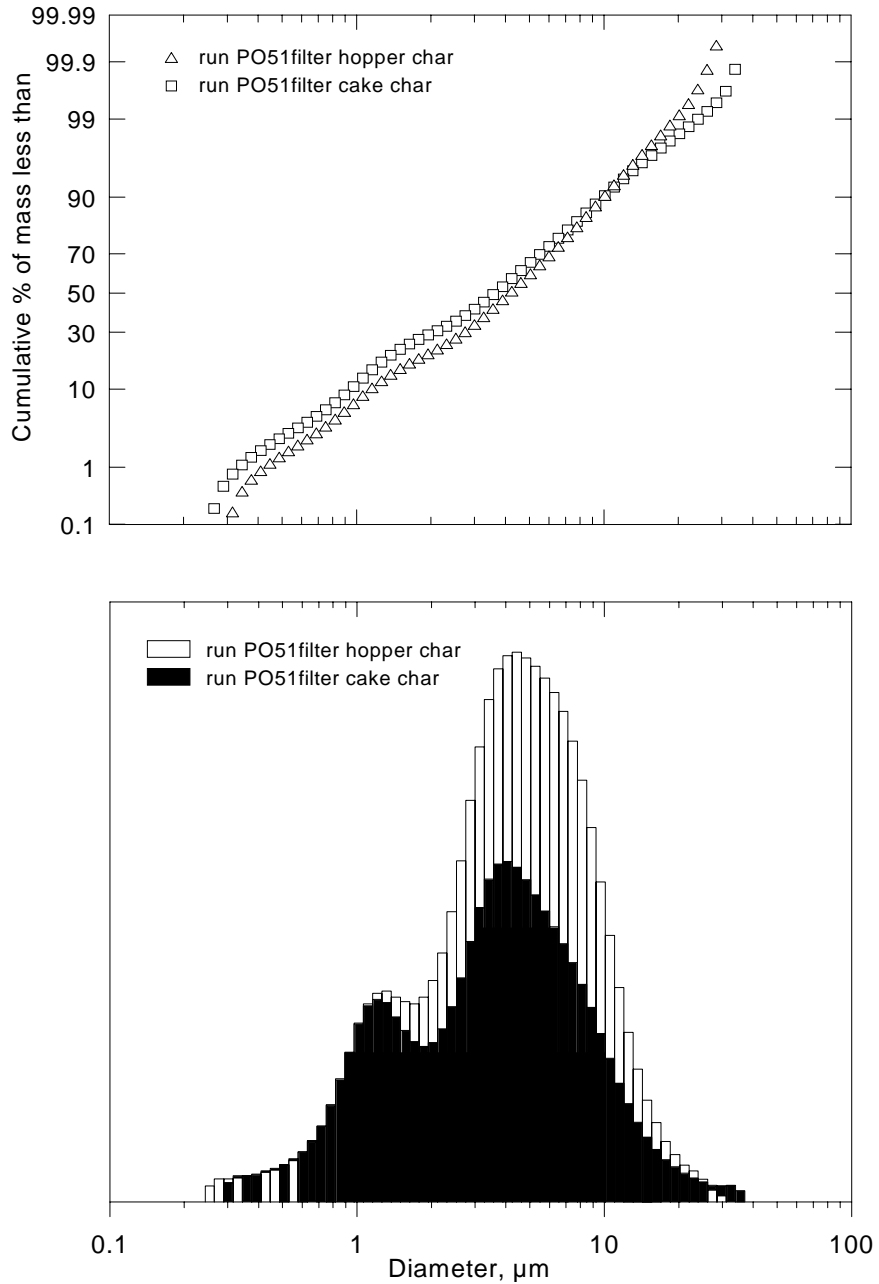 99.99
99.9
99
90
70
50
30
10
1
0.1
Cumulative % of mass less than
run PO51filter hopper char
run PO51filter cake char
run PO51filter hopper char
run PO51filter cake char
0.1 1 10 100
Diameter, µm